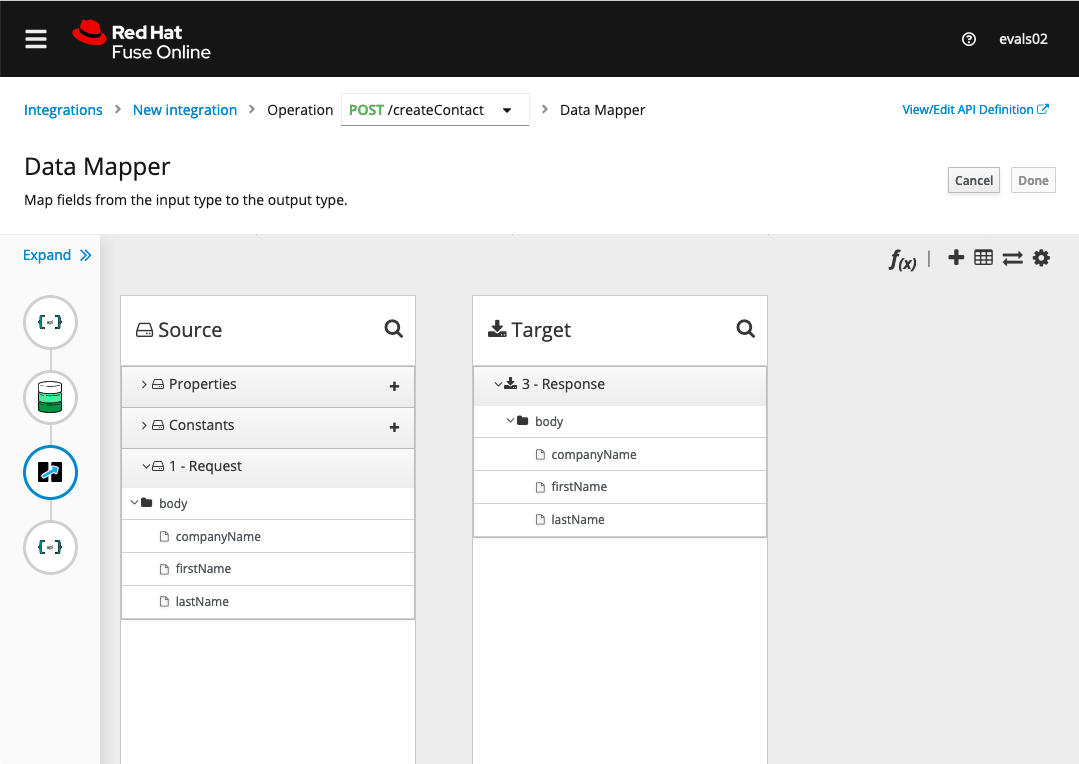 Red Hat
Fuse Online
evals02
Integrations > New integration > Operation POST /createContact > Data Mapper
View/Edit API Definition
Data Mapper
Map fields from the input type to the output type.
Cancel
Done
Expand
ƒ(x)
Source
Target
Properties
Constants
1 - Request
body
companyName
firstName
lastName
3 - Response
body
companyName
firstName
lastName
{api}
{api}